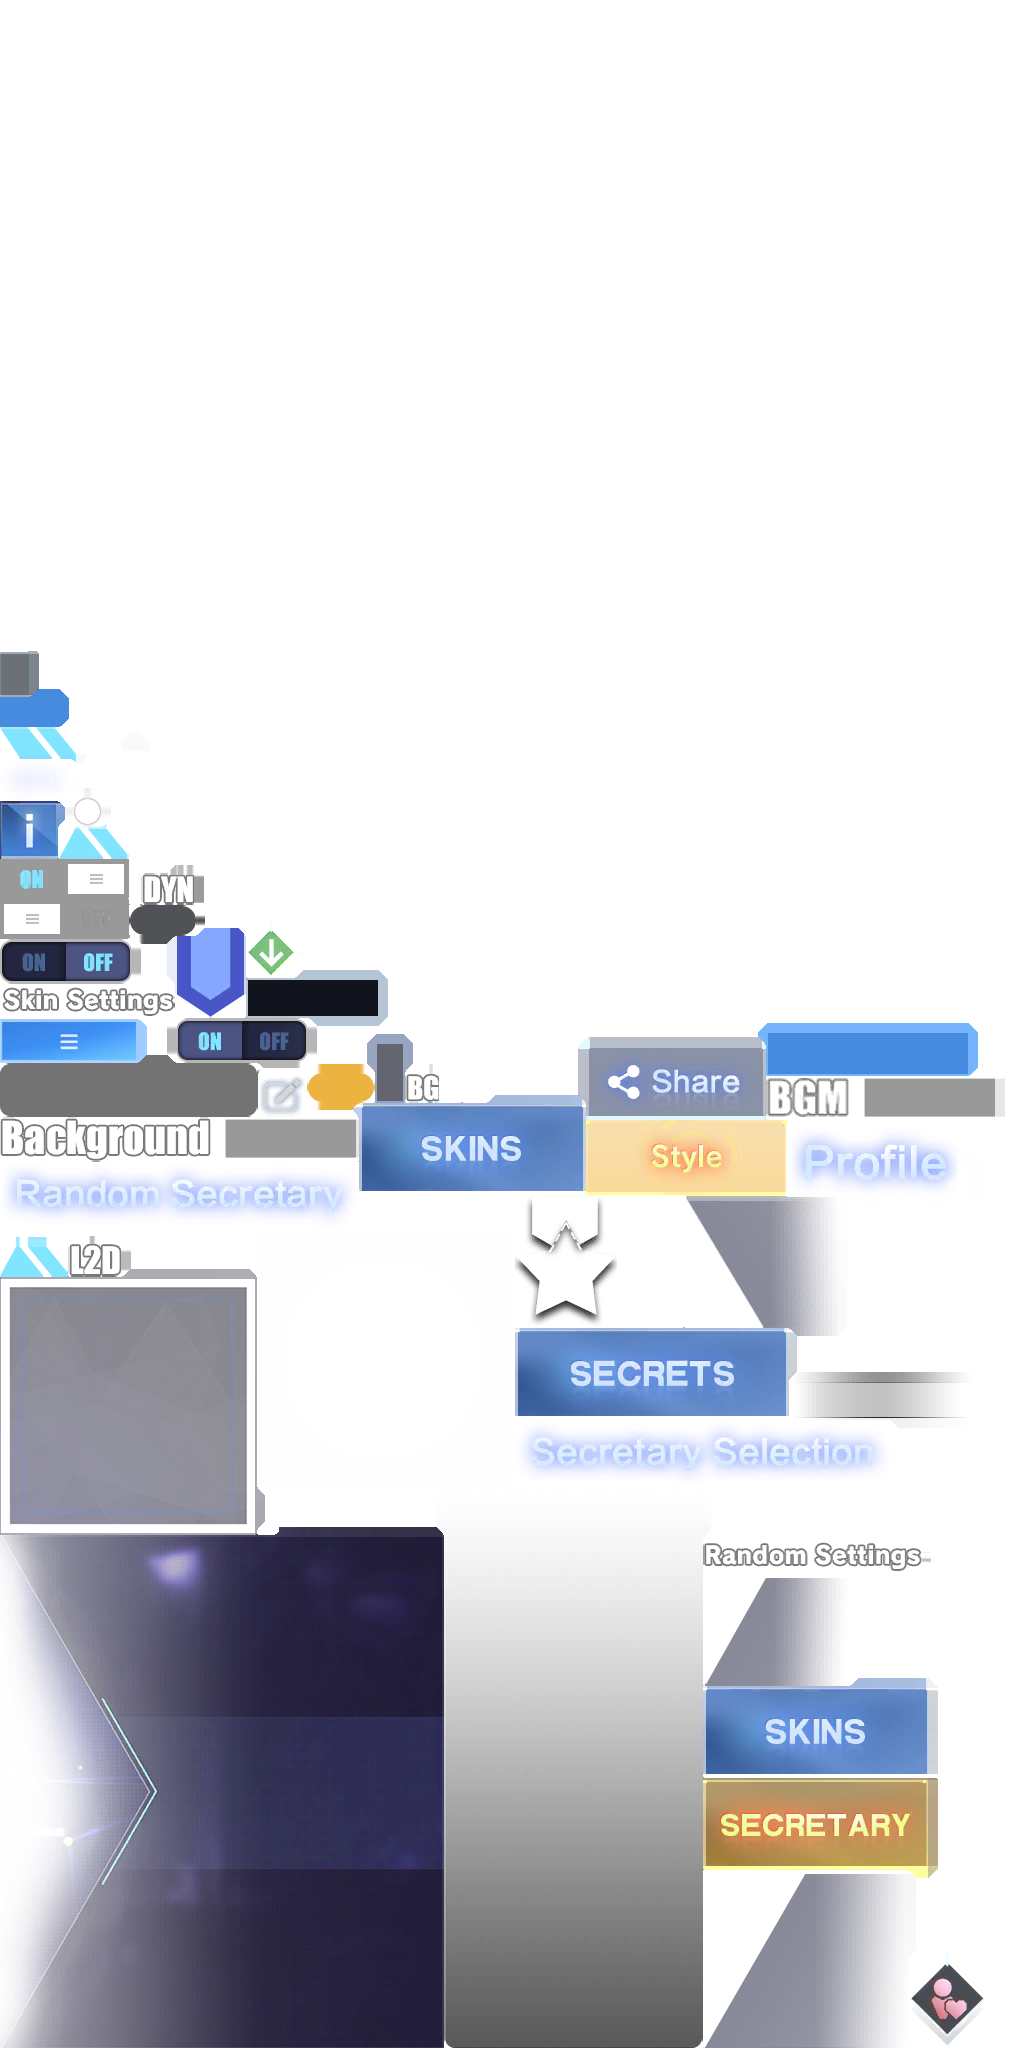 i
ON
DYN
OFF
ON OFF
Skin Settings
ON OFF
Share
BG
BGM
Background
SKINS
Style
Profile
Random Secretary
L2D
SECRETS
Secretary Selection
Random Settings
SKINS
SECRETARY